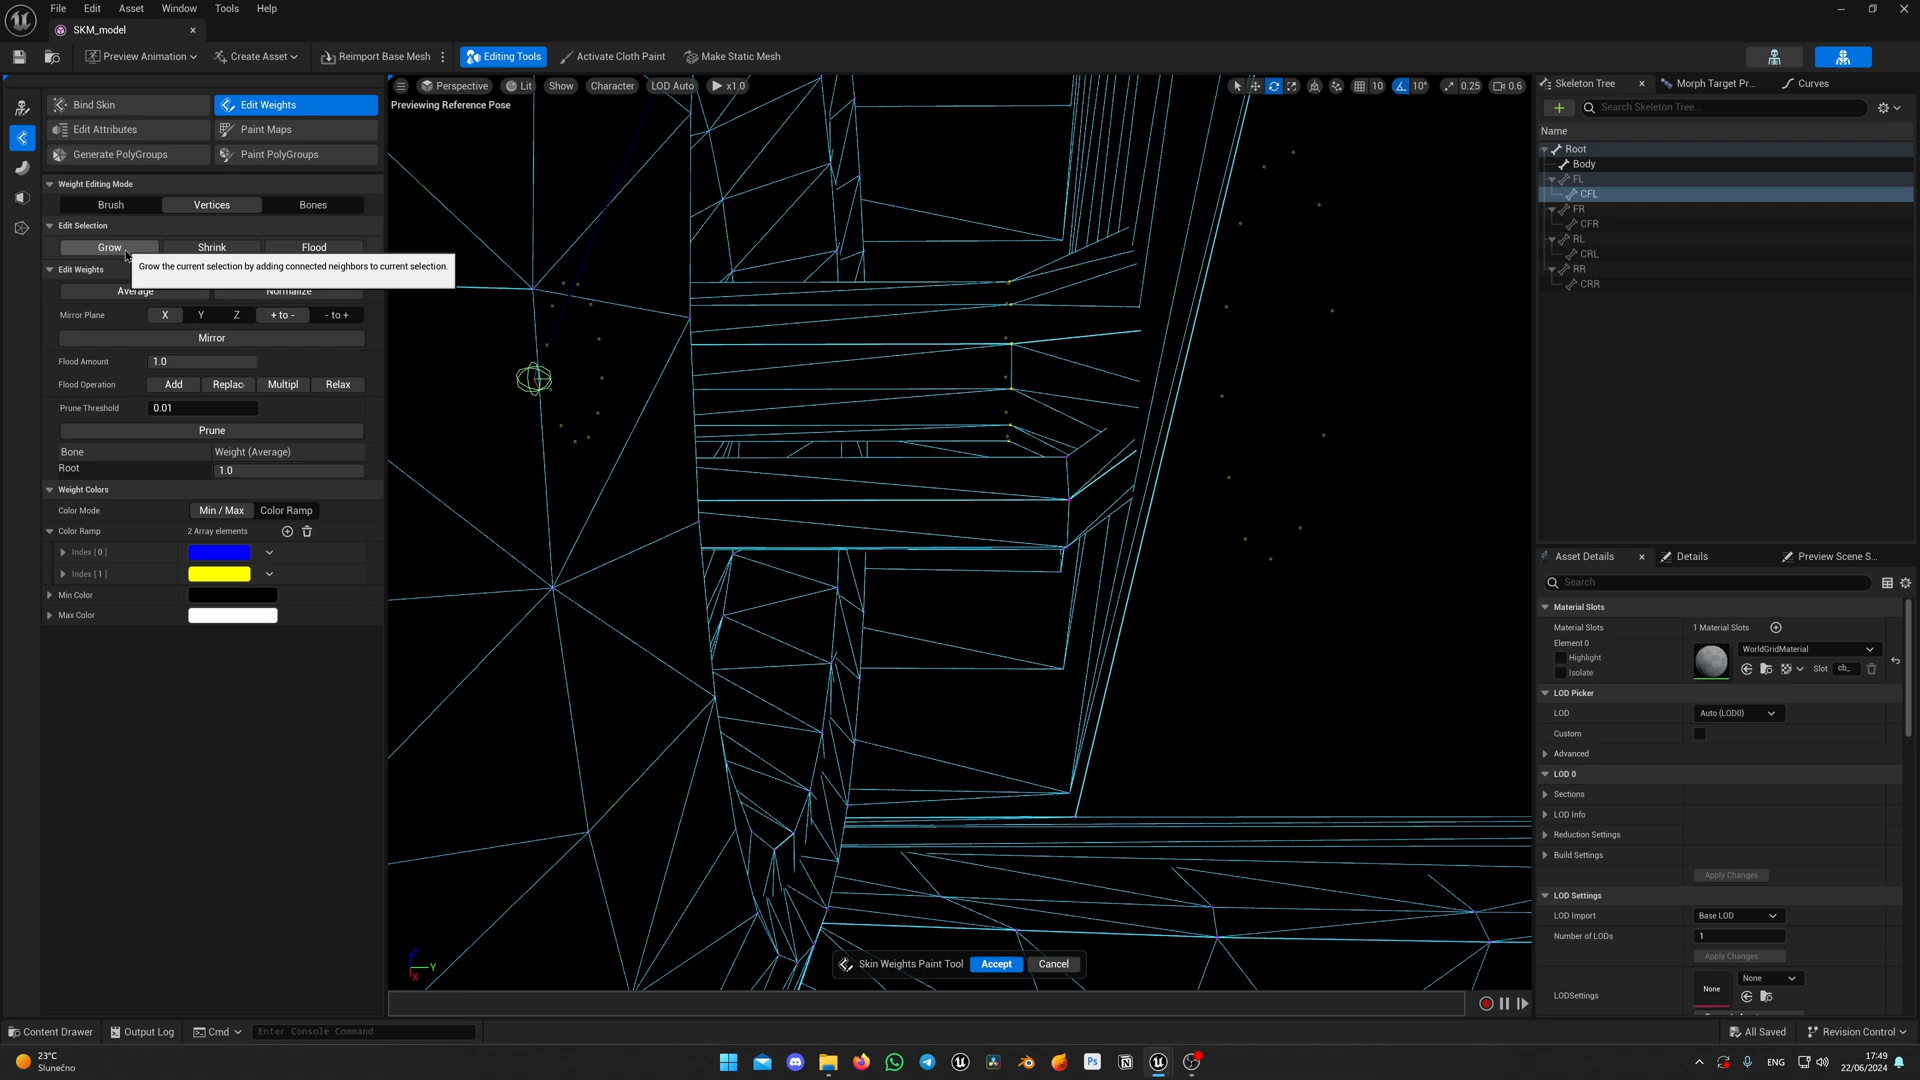 File Edit Asset Window Tools Help
SKM_model
Preview Animation Create Asset Reimport Base Mesh Editing Tools Activate Cloth Paint Make Static Mesh
Bind Skin Edit Weights
Edit Attributes Paint Maps
Generate PolyGroups Paint PolyGroups
Weight Editing Mode
Brush Vertices Bones
Edit Selection
Grow Shrink Flood
Grow the current selection by adding connected neighbors to current selection.
Edit Weights
Average Normalize
Mirror Plane X Y Z + to - - to +
Mirror
Flood Amount 1.0
Flood Operation Add Replac Multipl Relax
Prune Threshold 0.01
Prune
Bone Weight (Average)
Root 1.0
Weight Colors
Color Mode Min / Max Color Ramp
Color Ramp 2 Array elements
Index [ 0 ]
Index [ 1 ]
Min Color
Max Color
Perspective Lit Show Character LOD Auto x1.0
10 10° 0.25 0.6
Previewing Reference Pose
Z Y X
Skin Weights Paint Tool Accept Cancel
Skeleton Tree Morph Target Pr... Curves
Search Skeleton Tree...
Name
Root
Body
FL
CFL
FR
CFR
RL
CRL
RR
CRR
Asset Details Details Preview Scene S...
Search
Material Slots
Material Slots 1 Material Slots
Element 0
Highlight
Isolate
WorldGridMaterial
Slot cb_
LOD Picker
LOD Auto (LOD0)
Custom
Advanced
LOD 0
Sections
LOD Info
Reduction Settings
Build Settings
Apply Changes
LOD Settings
LOD Import Base LOD
Number of LODs 1
Apply Changes
LODSettings None None
Content Drawer Output Log Cmd Enter Console Command All Saved Revision Control
23°C
Slunečno
Ps
ENG
17:49
22/06/2024